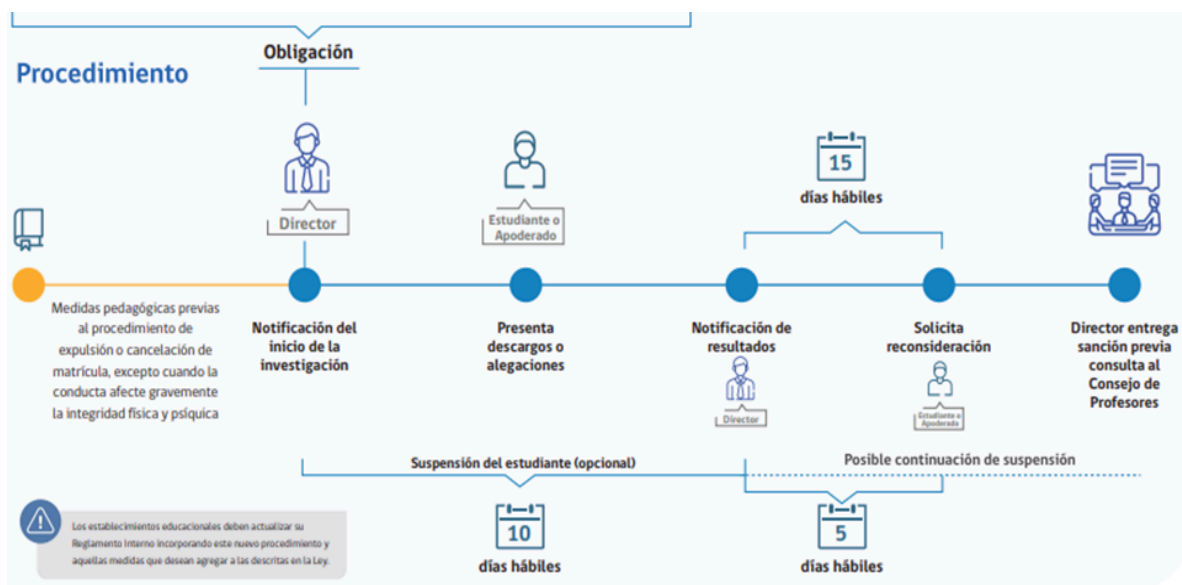 Obligación
Procedimiento
Director
Estudiante o
Apoderado
15
días hábiles
Medidas pedagógicas previas
al procedimiento de
expulsión o cancelación de
matrícula, excepto cuando la
conducta afecte gravemente
la integridad física y psíquica
Notificación del
inicio de la
investigación
Presenta
descargos o
alegaciones
Notificación de
resultados
Director
Solicita
reconsideración
Estudiante o
Apoderado
Director entrega
sanción previa
consulta al
Consejo de
Profesores
Suspensión del estudiante (opcional)
Posible continuación de suspensión
10
días hábiles
5
días hábiles
Los establecimientos educacionales deben actualizar su
Reglamento Interno incorporando este nuevo procedimiento y
aquellas medidas que desean agregar a las descritas en la Ley.